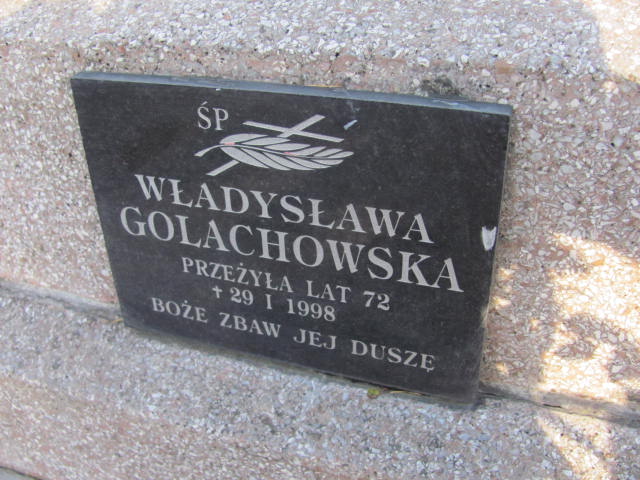 ŚP
WŁADYSŁAWA
GOLACHOWSKA
PRZEŻYŁA LAT 72
✝ 29 I 1998
BOŻE ZBAW JEJ DUSZĘ